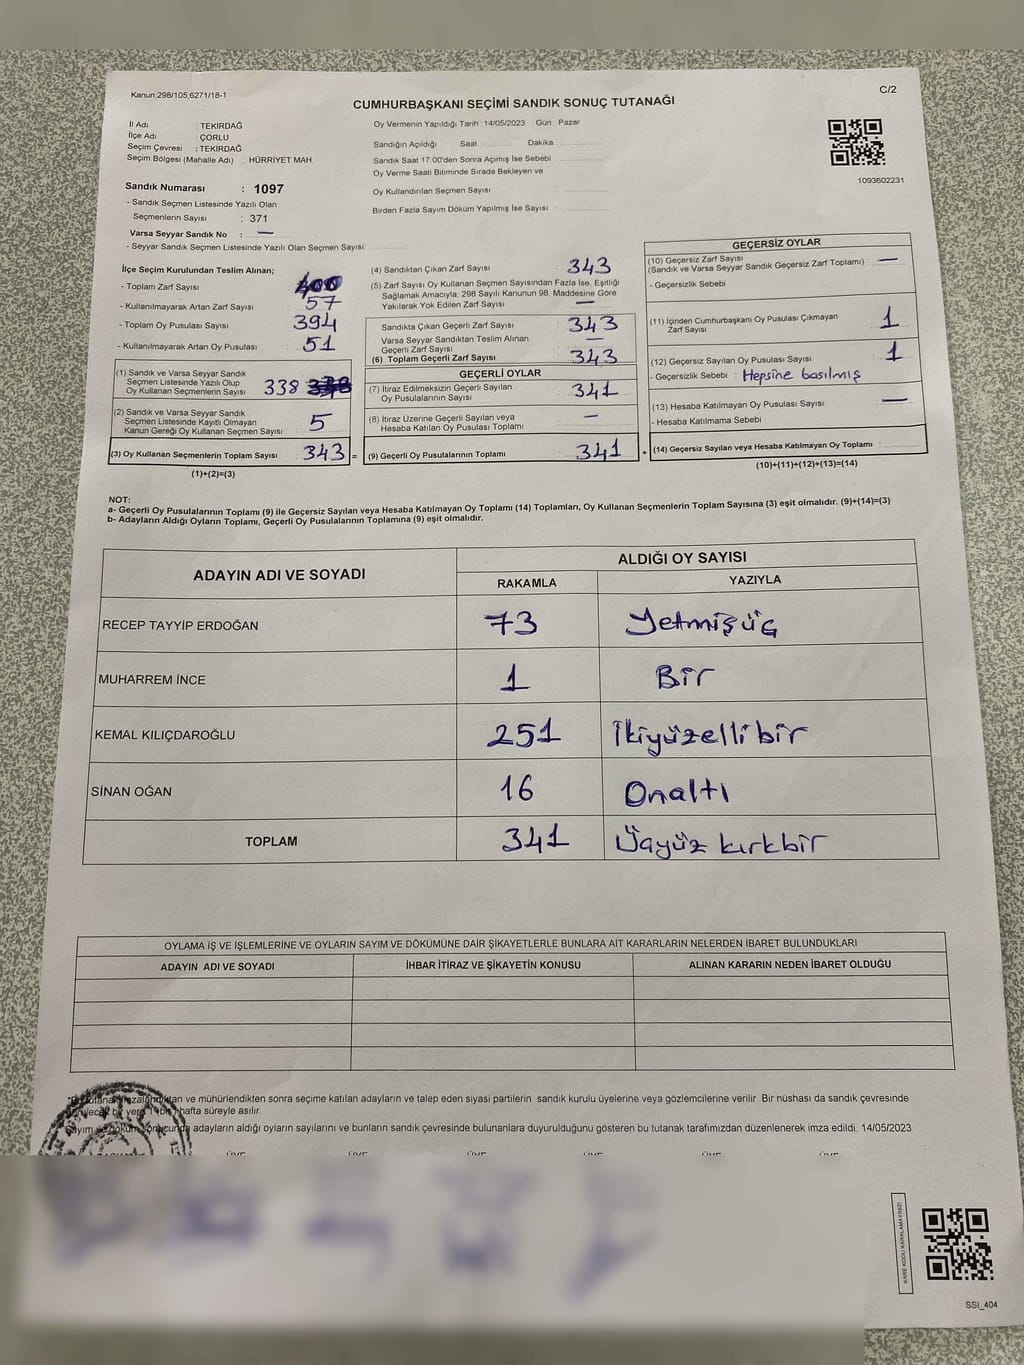 Kanun 298/105 6271/18-1
C/2
CUMHURBAŞKANI SEÇİMİ SANDIK SONUÇ TUTANAĞI
İl Adı : TEKİRDAĞ
İlçe Adı : ÇORLU
Seçim Çevresi : TEKİRDAĞ
Seçim Bölgesi (Mahalle Adı) : HÜRRİYET MAH
Sandık Numarası : 1097
- Sandık Seçmen Listesinde Yazılı Olan
Seçmenlerin Sayısı : 371
Varsa Seyyar Sandık No : —
- Seyyar Sandık Seçmen Listesinde Yazılı Olan Seçmen Sayısı:
Oy Vermenin Yapıldığı Tarih :14/05/2023 Gün : Pazar
Sandığın Açıldığı Saat Dakika
Sandık Saat 17:00'den Sonra Açımış İse Sebebi :
Oy Verme Saati Bitiminde Sırada Bekleyen ve
Oy Kullandırılan Seçmen Sayısı :
Birden Fazla Sayım Döküm Yapılmış İse Sayısı :
1093602231
İlçe Seçim Kurulundan Teslim Alınan;
- Toplam Zarf Sayısı : 400
- Kullanılmayarak Artan Zarf Sayısı : 57
- Toplam Oy Pusulası Sayısı : 394
- Kullanılmayarak Artan Oy Pusulası : 51
(1) Sandık ve Varsa Seyyar Sandık
Seçmen Listesinde Yazılı Olup
Oy Kullanan Seçmenlerin Sayısı : 338
(2) Sandık ve Varsa Seyyar Sandık
Seçmen Listesinde Kayıtlı Olmayan
Kanun Gereği Oy Kullanan Seçmen Sayısı : 5
(3) Oy Kullanan Seçmenlerin Toplam Sayısı : 343 =
(1)+(2)=(3)
(4) Sandıktan Çıkan Zarf Sayısı : 343
(5) Zarf Sayısı Oy Kullanan Seçmen Sayısından Fazla İse, Eşitliği
Sağlamak Amacıyla; 298 Sayılı Kanunun 98. Maddesine Göre
Yakılarak Yok Edilen Zarf Sayısı : —
Sandıkta Çıkan Geçerli Zarf Sayısı : 343
Varsa Seyyar Sandıktan Teslim Alınan
Geçerli Zarf Sayısı : —
(6) Toplam Geçerli Zarf Sayısı : 343
GEÇERLİ OYLAR
(7) İtiraz Edilmeksizin Geçerli Sayılan
Oy Pusulalarının Sayısı : 341
(8) İtiraz Üzerine Geçerli Sayılan veya
Hesaba Katılan Oy Pusulası Toplamı : —
(9) Geçerli Oy Pusulalarının Toplamı : 341 +
GEÇERSİZ OYLAR
(10) Geçersiz Zarf Sayısı : —
(Sandık ve Varsa Seyyar Sandık Geçersiz Zarf Toplamı)
- Geçersizlik Sebebi :
(11) İçinden Cumhurbaşkanı Oy Pusulası Çıkmayan
Zarf Sayısı : 1
(12) Geçersiz Sayılan Oy Pusulası Sayısı : 1
- Geçersizlik Sebebi : Hepsine basılmış
(13) Hesaba Katılmayan Oy Pusulası Sayısı : —
- Hesaba Katılmama Sebebi :
(14) Geçersiz Sayılan veya Hesaba Katılmayan Oy Toplamı :
(10)+(11)+(12)+(13)=(14)
NOT:
a- Geçerli Oy Pusulalarının Toplamı (9) ile Geçersiz Sayılan veya Hesaba Katılmayan Oy Toplamı (14) Toplamları, Oy Kullanan Seçmenlerin Toplam Sayısına (3) eşit olmalıdır. (9)+(14)=(3)
b- Adayların Aldığı Oyların Toplamı, Geçerli Oy Pusulalarının Toplamına (9) eşit olmalıdır.
ADAYIN ADI VE SOYADI
ALDIĞI OY SAYISI
RAKAMLA YAZIYLA
RECEP TAYYİP ERDOĞAN 73 Yetmişüç
MUHARREM İNCE 1 Bir
KEMAL KILIÇDAROĞLU 251 İkiyüzellibir
SİNAN OĞAN 16 Onaltı
TOPLAM 341 Üçyüz kırkbir
OYLAMA İŞ VE İŞLEMLERİNE VE OYLARIN SAYIM VE DÖKÜMÜNE DAİR ŞİKAYETLERLE BUNLARA AİT KARARLARIN NELERDEN İBARET BULUNDUKLARI
ADAYIN ADI VE SOYADI İHBAR İTİRAZ VE ŞİKAYETİN KONUSU ALINAN KARARIN NEDEN İBARET OLDUĞU
ve mühürlendikten sonra seçime katılan adayların ve talep eden siyasi partilerin sandık kurulu üyelerine veya gözlemcilerine verilir .Bir nüshası da sandık çevresinde
bir yere hafta süreyle asılır.
Sayım sonucunda adayların aldığı oyların sayılarını ve bunların sandık çevresinde bulunanlara duyurulduğunu gösteren bu tutanak tarafımızdan düzenlenerek imza edildi. 14/05/2023
KARE KODU KARALAMAYINIZ!
SSİ_404